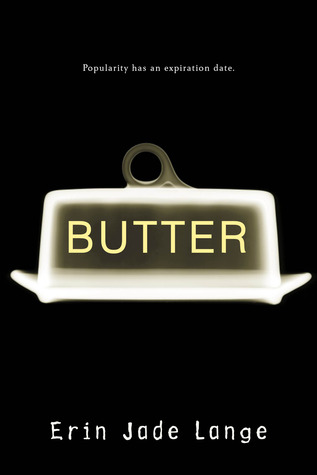 Popularity has an expiration date.
BUTTER
Erin Jade Lange